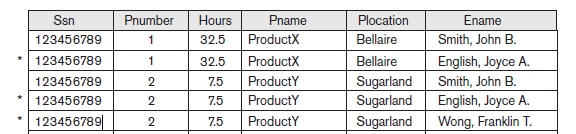 Ssn Pnumber Hours Pname Plocation Ename
123456789 1 32.5 ProductX Bellaire Smith, John B.
* 123456789 1 32.5 ProductX Bellaire English, Joyce A.
123456789 2 7.5 ProductY Sugarland Smith, John B.
* 123456789 2 7.5 ProductY Sugarland English, Joyce A.
* 123456789 2 7.5 ProductY Sugarland Wong, Franklin T.